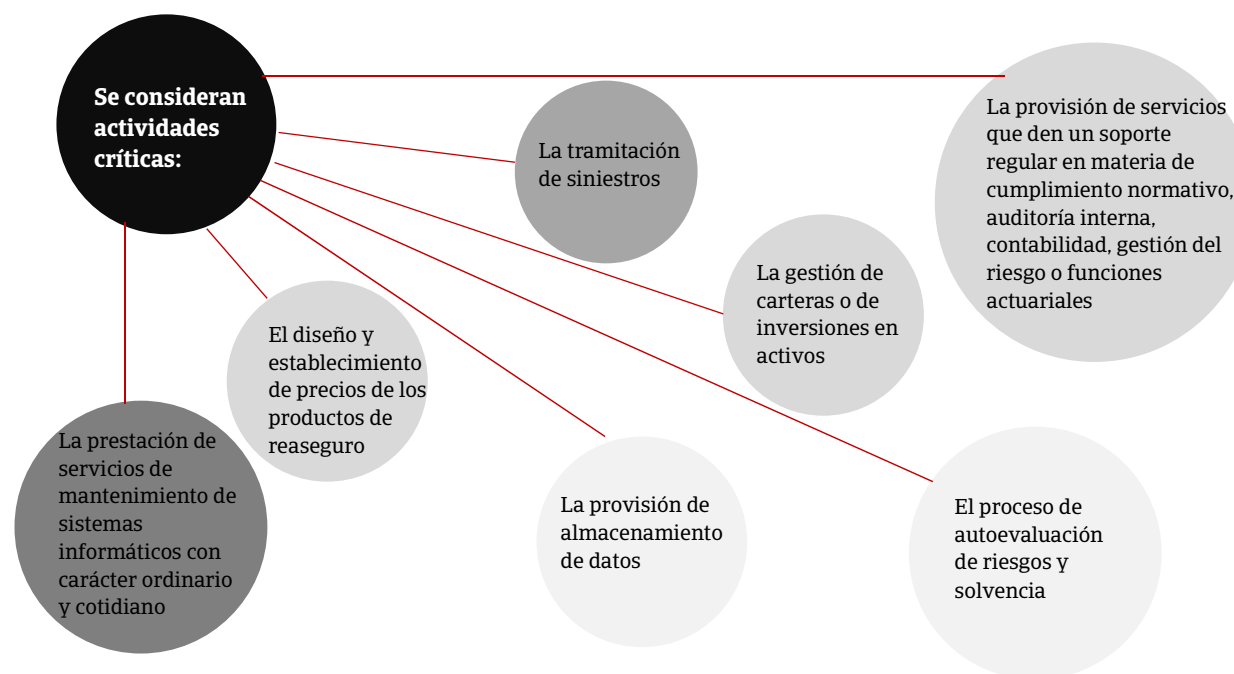 Se consideran
actividades
críticas:
La tramitación
de siniestros
La provisión de servicios
que den un soporte
regular en materia de
cumplimiento normativo,
auditoría interna,
contabilidad, gestión del
riesgo o funciones
actuariales
La gestión de
carteras o de
inversiones en
activos
El diseño y
establecimiento
de precios de los
productos de
reaseguro
La prestación de
servicios de
mantenimiento de
sistemas
informáticos con
carácter ordinario
y cotidiano
La provisión de
almacenamiento
de datos
El proceso de
autoevaluación
de riesgos y
solvencia